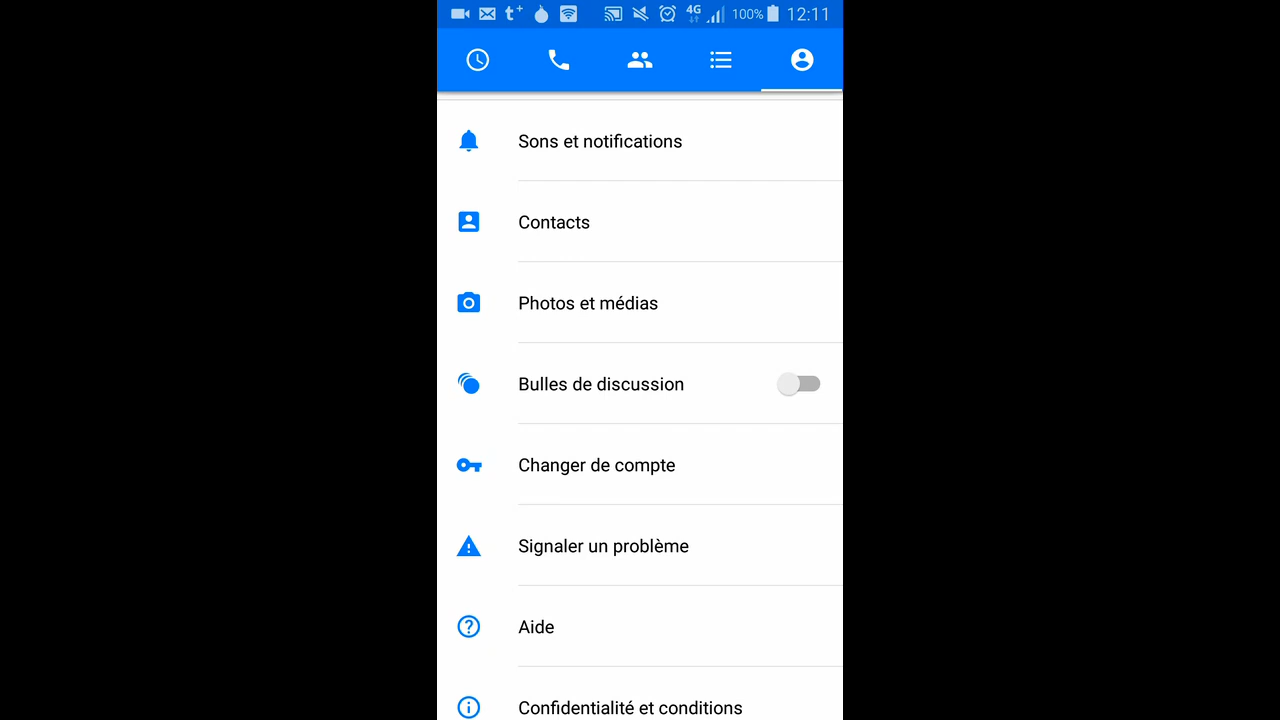 t+ 4G 100% 12:11
Sons et notifications
Contacts
Photos et médias
Bulles de discussion
Changer de compte
Signaler un problème
Aide
Confidentialité et conditions